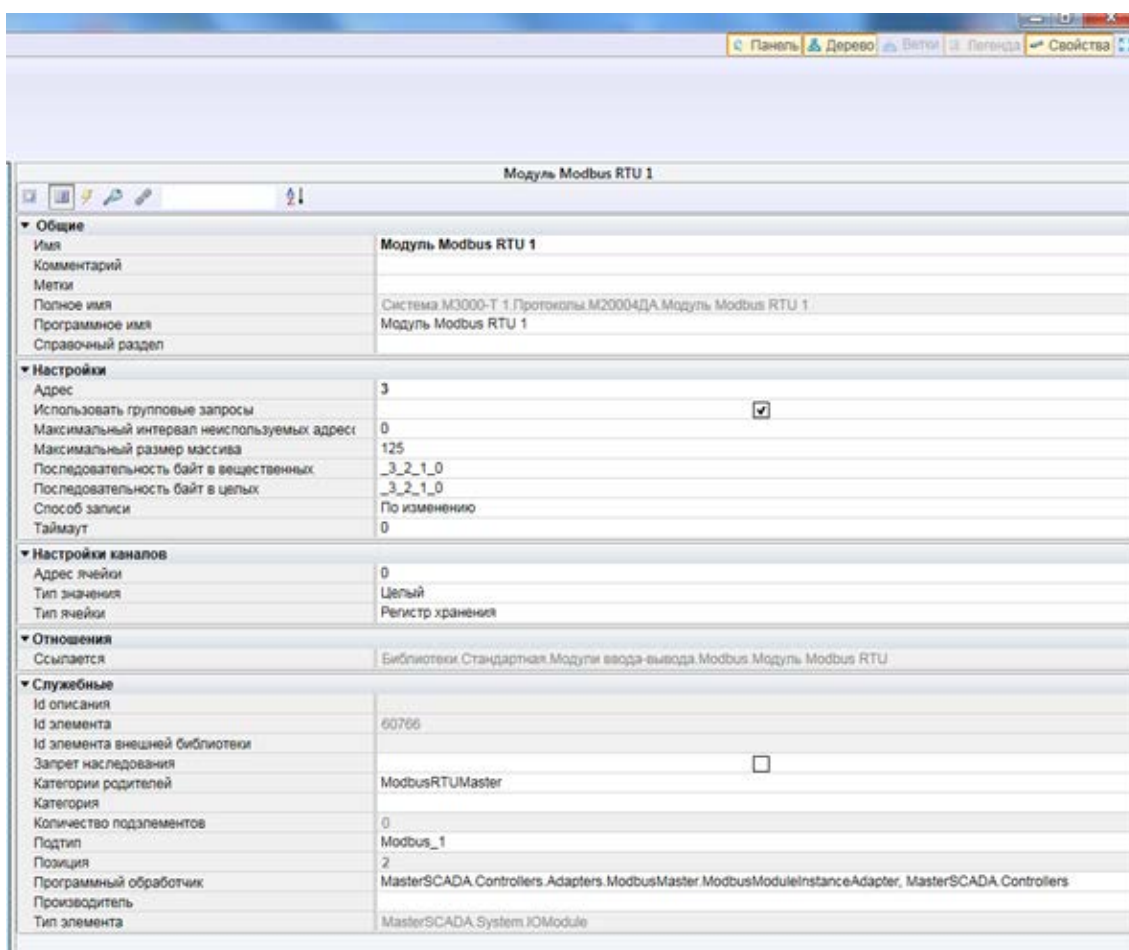 Панель Дерево Ветки Легенда Свойства
Модуль Modbus RTU 1
Общие
Имя Модуль Modbus RTU 1
Комментарий
Метки
Полное имя Система.М3000-Т 1.Протоколы.М20004ДА.Модуль Modbus RTU 1
Программное имя Модуль Modbus RTU 1
Справочный раздел
Настройки
Адрес 3
Использовать групповые запросы
Максимальный интервал неиспользуемых адресо 0
Максимальный размер массива 125
Последовательность байт в вещественных _3_2_1_0
Последовательность байт в целых _3_2_1_0
Способ записи По изменению
Таймаут 0
Настройки каналов
Адрес ячейки 0
Тип значения Целый
Тип ячейки Регистр хранения
Отношения
Ссылается Библиотеки.Стандартная.Модули ввода-вывода.Modbus.Модуль Modbus RTU
Служебные
Id описания
Id элемента 60766
Id элемента внешней библиотеки
Запрет наследования
Категории родителей ModbusRTUMaster
Категория
Количество подэлементов 0
Подтип Modbus_1
Позиция 2
Программный обработчик MasterSCADA.Controllers.Adapters.ModbusMaster.ModbusModuleInstanceAdapter, MasterSCADA.Controllers
Производитель
Тип элемента MasterSCADA.System.IOModule